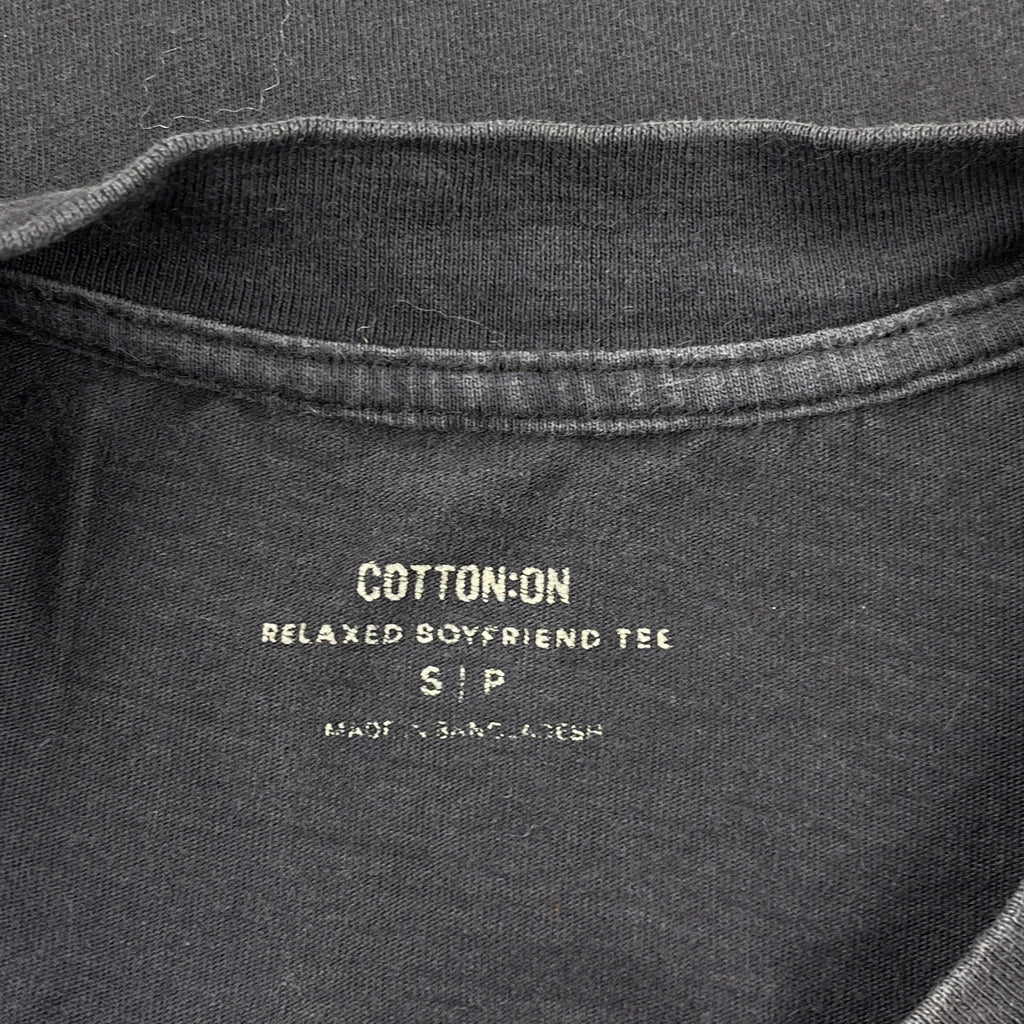 COTTON:ON
RELAXED BOYFRIEND TEE
S | P
MADE IN BANGLADESH